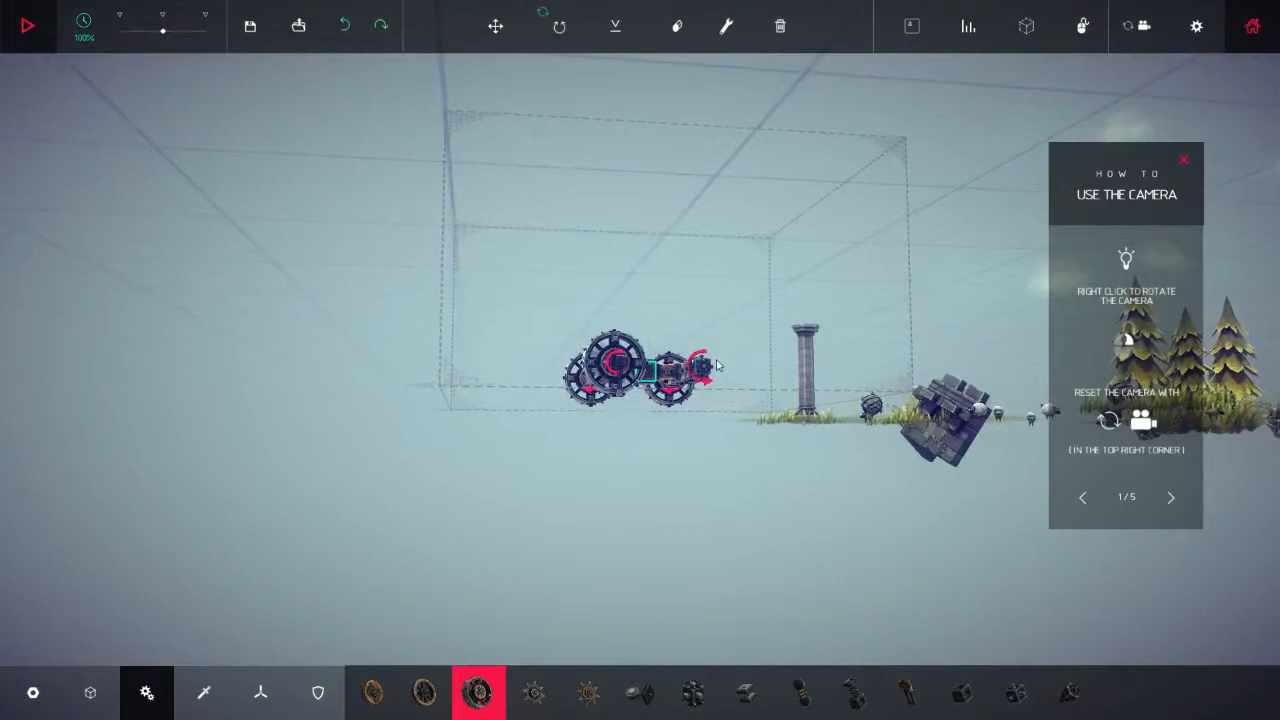 100%
HOW TO
USE THE CAMERA
RIGHT CLICK TO ROTATE
THE CAMERA
RESET THE CAMERA WITH
( IN THE TOP RIGHT CORNER )
1/5